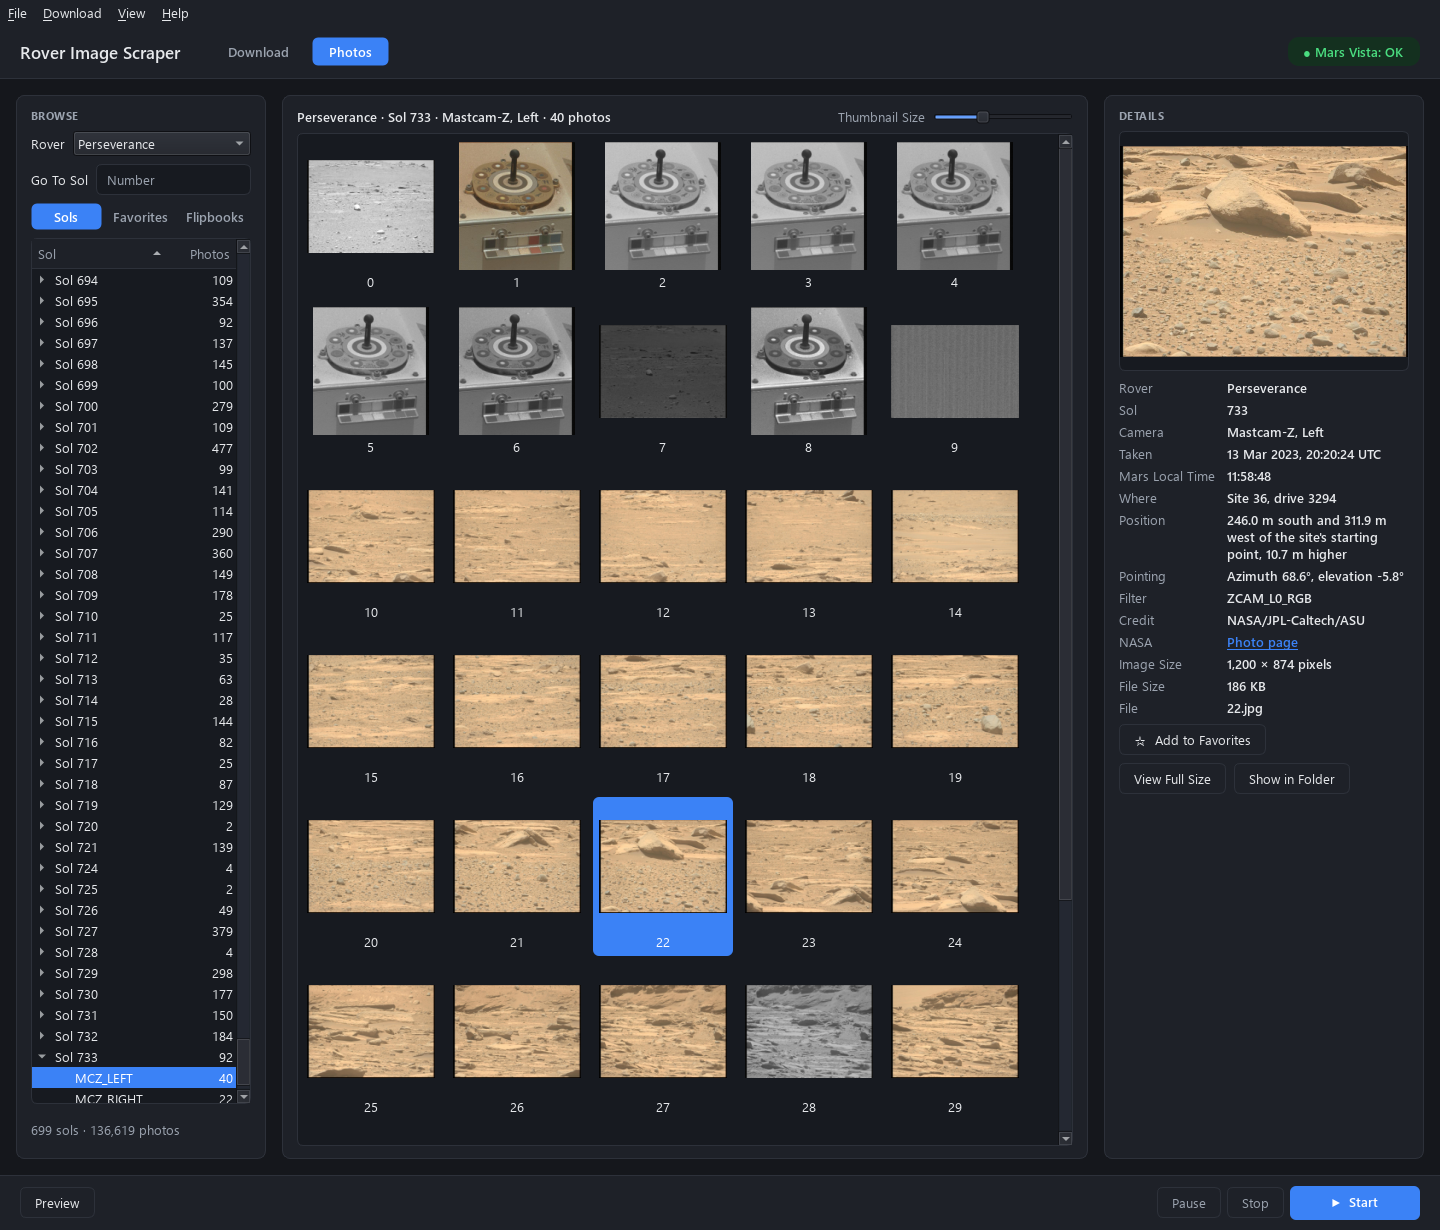 File Download View Help
Rover Image Scraper Download Photos ● Mars Vista: OK
BROWSE
Rover Perseverance
Go To Sol Number
Sols Favorites Flipbooks
Sol Photos
Sol 694 109
Sol 695 354
Sol 696 92
Sol 697 137
Sol 698 145
Sol 699 100
Sol 700 279
Sol 701 109
Sol 702 477
Sol 703 99
Sol 704 141
Sol 705 114
Sol 706 290
Sol 707 360
Sol 708 149
Sol 709 178
Sol 710 25
Sol 711 117
Sol 712 35
Sol 713 63
Sol 714 28
Sol 715 144
Sol 716 82
Sol 717 25
Sol 718 87
Sol 719 129
Sol 720 2
Sol 721 139
Sol 724 4
Sol 725 2
Sol 726 49
Sol 727 379
Sol 728 4
Sol 729 298
Sol 730 177
Sol 731 150
Sol 732 184
Sol 733 92
MCZ_LEFT 40
MCZ_RIGHT 22
699 sols · 136,619 photos
Perseverance · Sol 733 · Mastcam-Z, Left · 40 photos Thumbnail Size
0 1 2 3 4
5 6 7 8 9
10 11 12 13 14
15 16 17 18 19
20 21 22 23 24
25 26 27 28 29
DETAILS
Rover Perseverance
Sol 733
Camera Mastcam-Z, Left
Taken 13 Mar 2023, 20:20:24 UTC
Mars Local Time 11:58:48
Where Site 36, drive 3294
Position 246.0 m south and 311.9 m
west of the site's starting
point, 10.7 m higher
Pointing Azimuth 68.6°, elevation -5.8°
Filter ZCAM_L0_RGB
Credit NASA/JPL-Caltech/ASU
NASA Photo page
Image Size 1,200 × 874 pixels
File Size 186 KB
File 22.jpg
☆ Add to Favorites
View Full Size Show in Folder
Preview Pause Stop ► Start